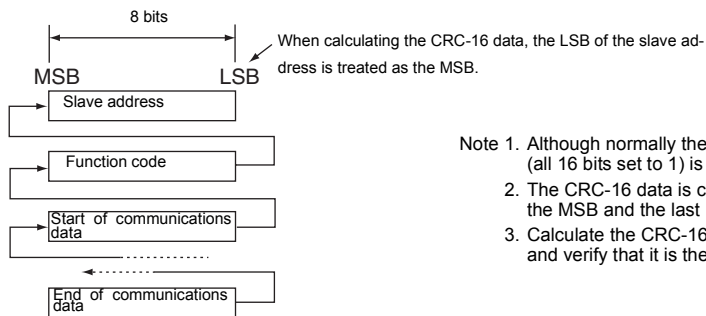 8 bits
When calculating the CRC-16 data, the LSB of the slave ad-
dress is treated as the MSB.
MSB
LSB
Slave address
Function code
Start of communications
data
End of communications
data
Note 1. Although normally the
(all 16 bits set to 1) is
2. The CRC-16 data is c
the MSB and the last
3. Calculate the CRC-16
and verify that it is the